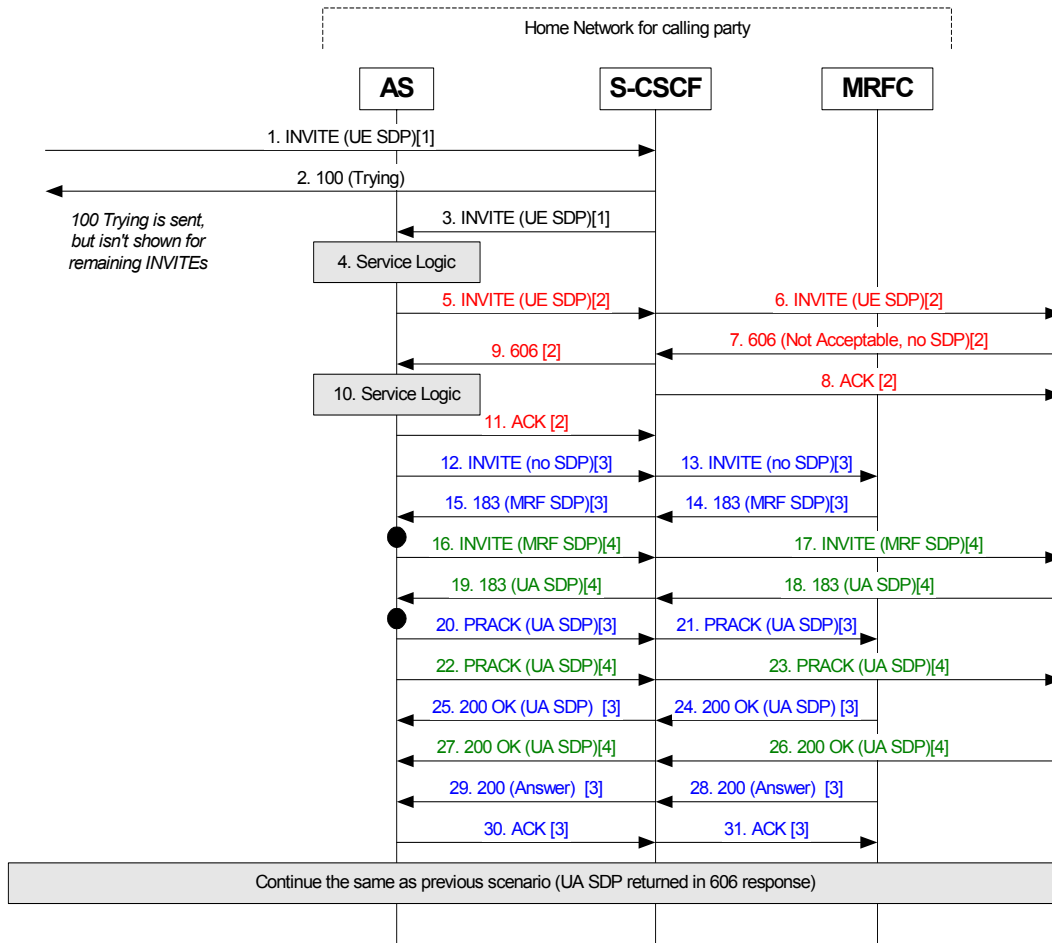 Home Network for calling party
AS
S-CSCF
MRFC
1. INVITE (UE SDP)[1]
2. 100 (Trying)
100 Trying is sent,
but isn't shown for
remaining INVITEs
3. INVITE (UE SDP)[1]
4. Service Logic
5. INVITE (UE SDP)[2]
6. INVITE (UE SDP)[2]
7. 606 (Not Acceptable, no SDP)[2]
9. 606 [2]
8. ACK [2]
10. Service Logic
11. ACK [2]
12. INVITE (no SDP)[3]
13. INVITE (no SDP)[3]
15. 183 (MRF SDP)[3]
14. 183 (MRF SDP)[3]
16. INVITE (MRF SDP)[4]
17. INVITE (MRF SDP)[4]
19. 183 (UA SDP)[4]
18. 183 (UA SDP)[4]
20. PRACK (UA SDP)[3]
21. PRACK (UA SDP)[3]
22. PRACK (UA SDP)[4]
23. PRACK (UA SDP)[4]
25. 200 OK (UA SDP) [3]
24. 200 OK (UA SDP) [3]
27. 200 OK (UA SDP)[4]
26. 200 OK (UA SDP)[4]
29. 200 (Answer) [3]
28. 200 (Answer) [3]
30. ACK [3]
31. ACK [3]
Continue the same as previous scenario (UA SDP returned in 606 response)